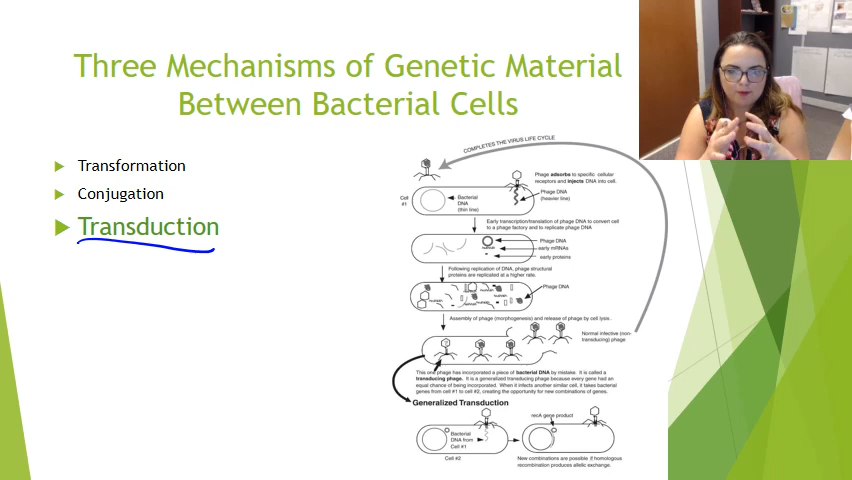 Three Mechanisms of Genetic Material
Between Bacterial Cells
Transformation
Conjugation
Transduction
COMPLETES THE VIRUS LIFE CYCLE
Phage adsorbs to specific cellular
receptors and injects DNA into cell.
Cell
#1
Bacterial
DNA
(thin line)
Phage DNA
(heavier line)
Early transcription/translation of phage DNA to convert cell
to a phage factory and to replicate phage DNA
Phage DNA
early mRNAs
early proteins
Following replication of DNA, phage structural
proteins are replicated at a higher rate.
Phage DNA
Assembly of phage (morphogenesis) and release of phage by cell lysis.
Normal infective (non-
transducing) phage
This one phage has incorporated a piece of bacterial DNA by mistake. It is called a
transducing phage. It is a generalized transducing phage because every gene had an
equal chance of being incorporated. When it infects another similar cell, it takes bacterial
genes from cell #1 to cell #2, creating the opportunity for new combinations of genes.
Generalized Transduction
recA gene product
Bacterial
DNA from
Cell #1
Cell #2
New combinations are possible if homologous
recombination produces allelic exchange.